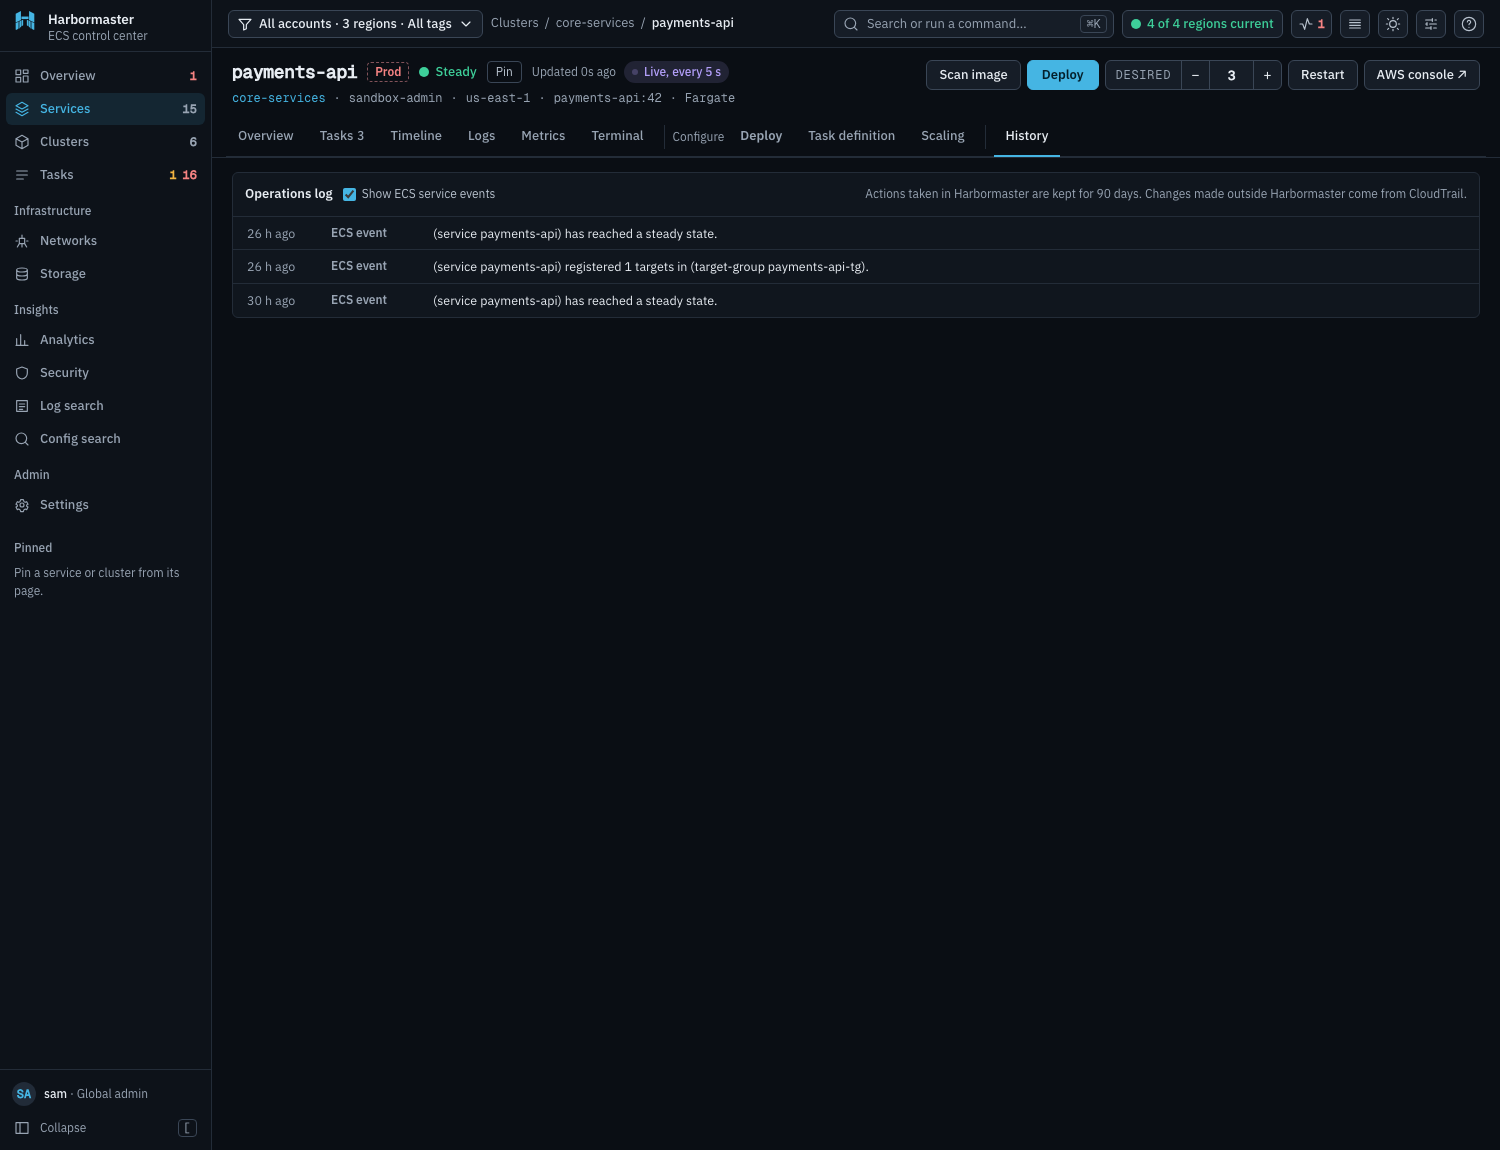 Harbormaster
ECS control center
Overview 1
Services 15
Clusters 6
Tasks 1 16
Infrastructure
Networks
Storage
Insights
Analytics
Security
Log search
Config search
Admin
Settings
Pinned
Pin a service or cluster from its
page.
SA sam · Global admin
Collapse [
All accounts · 3 regions · All tags Clusters / core-services / payments-api Search or run a command... ⌘K 4 of 4 regions current 1
payments-api Prod Steady Pin Updated 0s ago Live, every 5 s Scan image Deploy DESIRED − 3 + Restart AWS console ↗
core-services · sandbox-admin · us-east-1 · payments-api:42 · Fargate
Overview Tasks 3 Timeline Logs Metrics Terminal Configure Deploy Task definition Scaling History
Operations log Show ECS service events Actions taken in Harbormaster are kept for 90 days. Changes made outside Harbormaster come from CloudTrail.
26 h ago ECS event (service payments-api) has reached a steady state.
26 h ago ECS event (service payments-api) registered 1 targets in (target-group payments-api-tg).
30 h ago ECS event (service payments-api) has reached a steady state.